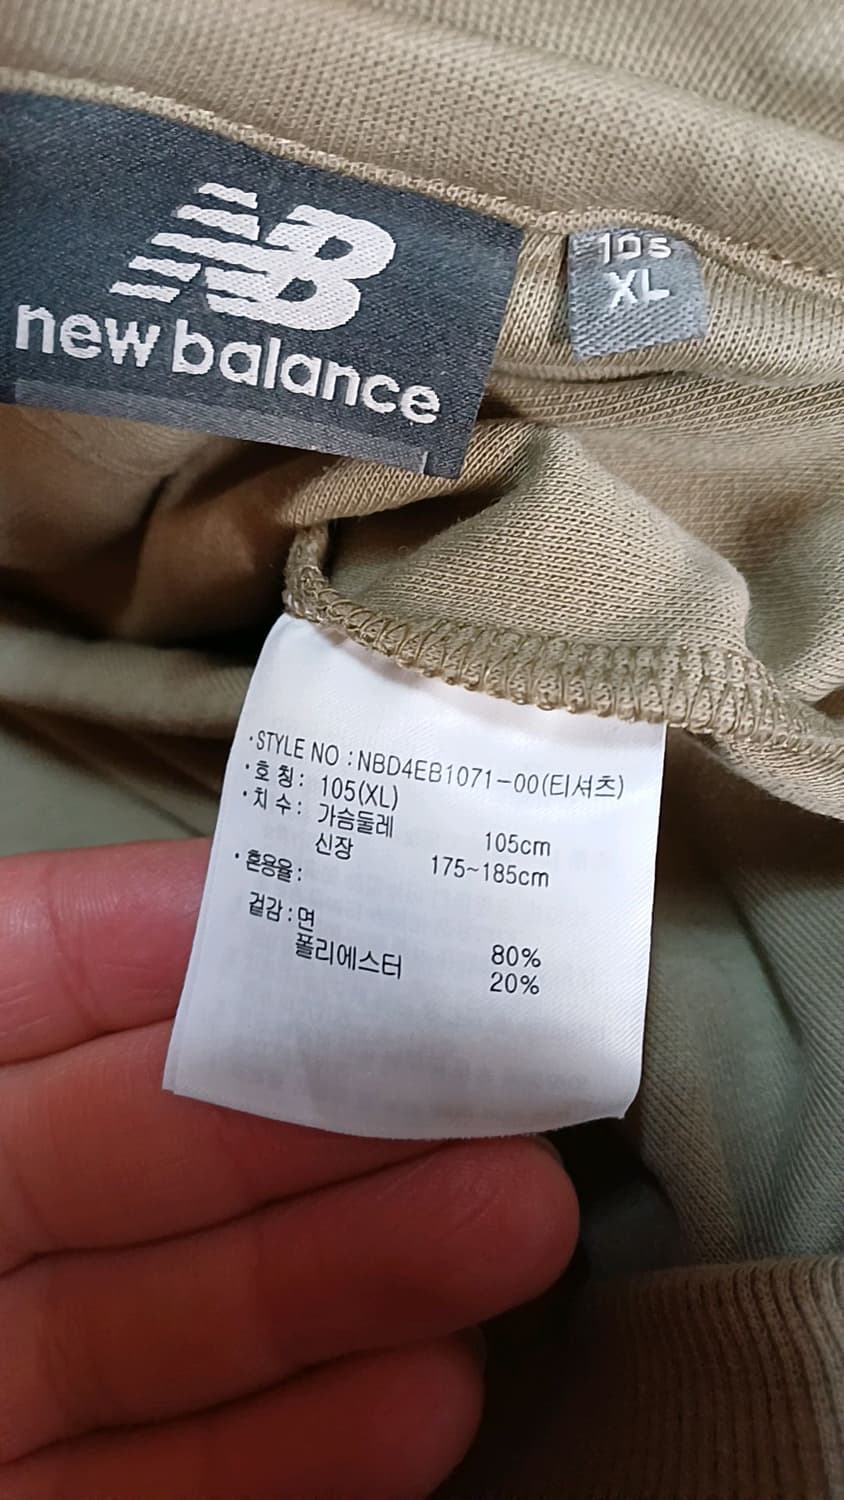 NB
new balance
105
XL
·STYLE NO : NBD4EB1071-00(티셔츠)
·호 칭: 105(XL)
·치 수: 가슴둘레 105cm
신장 175~185cm
·혼용율:
겉감:면 80%
폴리에스터 20%